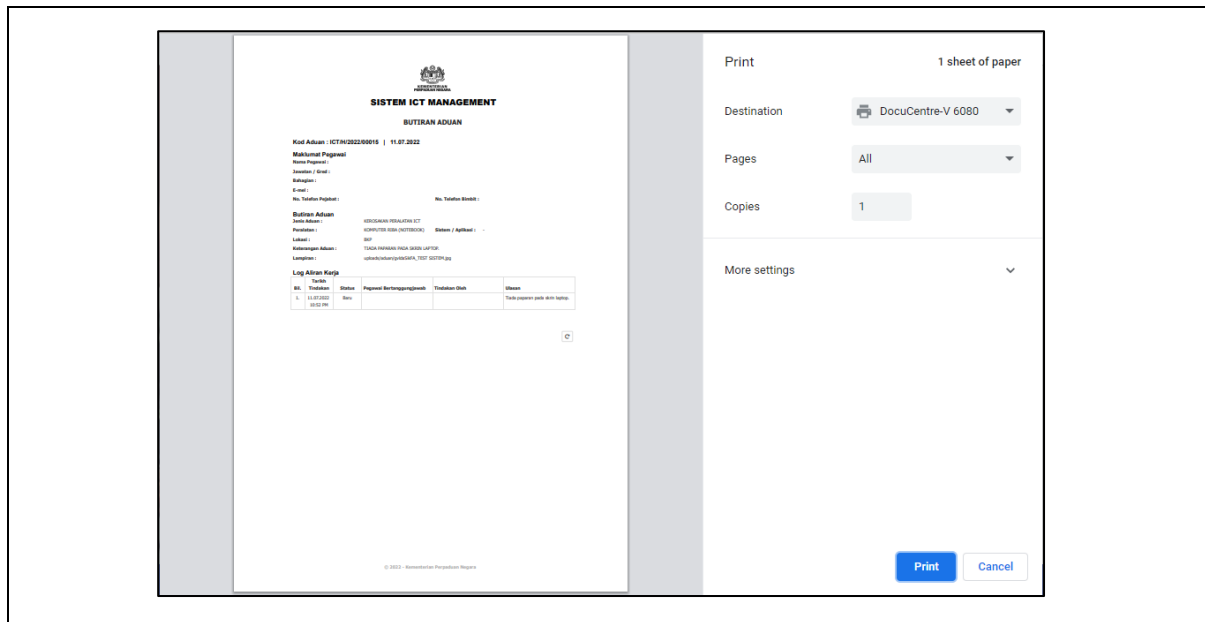 KEMENTERIAN
PERPADUAN NEGARA
SISTEM ICT MANAGEMENT
BUTIRAN ADUAN
Kod Aduan : ICT/H/2022/00015 | 11.07.2022
Maklumat Pegawai
Nama Pegawai :
Jawatan / Gred :
Bahagian :
E-mel :
No. Telefon Pejabat : No. Telefon Bimbit :
Butiran Aduan
Jenis Aduan : KEROSAKAN PERALATAN ICT
Peralatan : KOMPUTER RIBA (NOTEBOOK) Sistem / Aplikasi : -
Lokasi : BKP
Keterangan Aduan : TIADA PAPARAN PADA SKRIN LAPTOP.
Lampiran : TEST SISTEM.jpg
Log Aliran Kerja
Bil. Tarikh Tindakan Status Pegawai Bertanggungjawab Tindakan Oleh Ulasan
1. 11.07.2022 Baru Tiada paparan pada skrin laptop.
10:02 PM
© 2022 - Kementerian Perpaduan Negara
Print 1 sheet of paper
Destination DocuCentre-V 6080
Pages All
Copies 1
More settings
Print Cancel